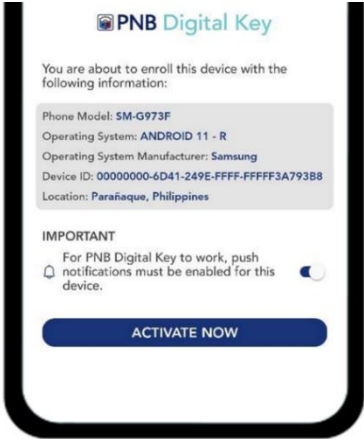 PNB Digital Key
You are about to enroll this device with the
following information:
Phone Model: SM-G973F
Operating System: ANDROID 11 - R
Operating System Manufacturer: Samsung
Device ID: 00000000-6D41-249E-FFFF-FFFFF3A793B8
Location: Parañaque, Philippines
IMPORTANT
For PNB Digital Key to work, push
notifications must be enabled for this
device.
ACTIVATE NOW